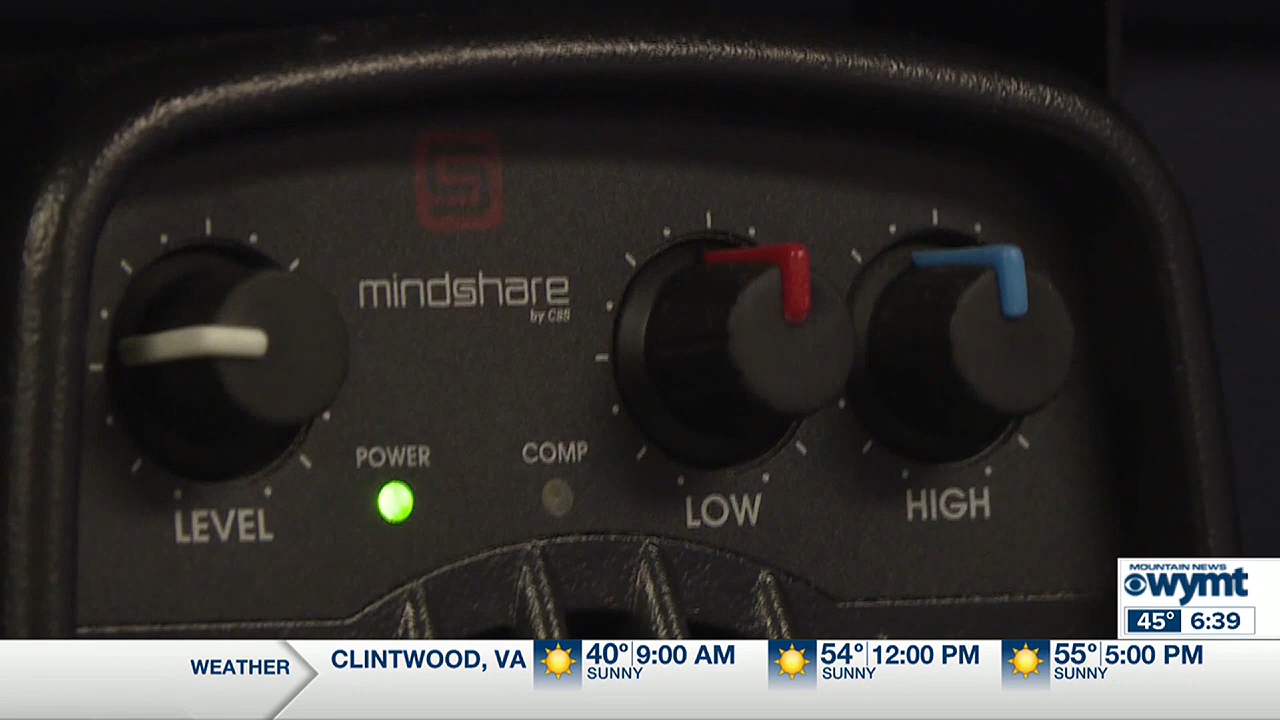 mindshare
by CSS
POWER
COMP
LEVEL
LOW
HIGH
MOUNTAIN NEWS
wymt
45° 6:39
WEATHER
CLINTWOOD, VA
40° 9:00 AM
SUNNY
54° 12:00 PM
SUNNY
55° 5:00 PM
SUNNY